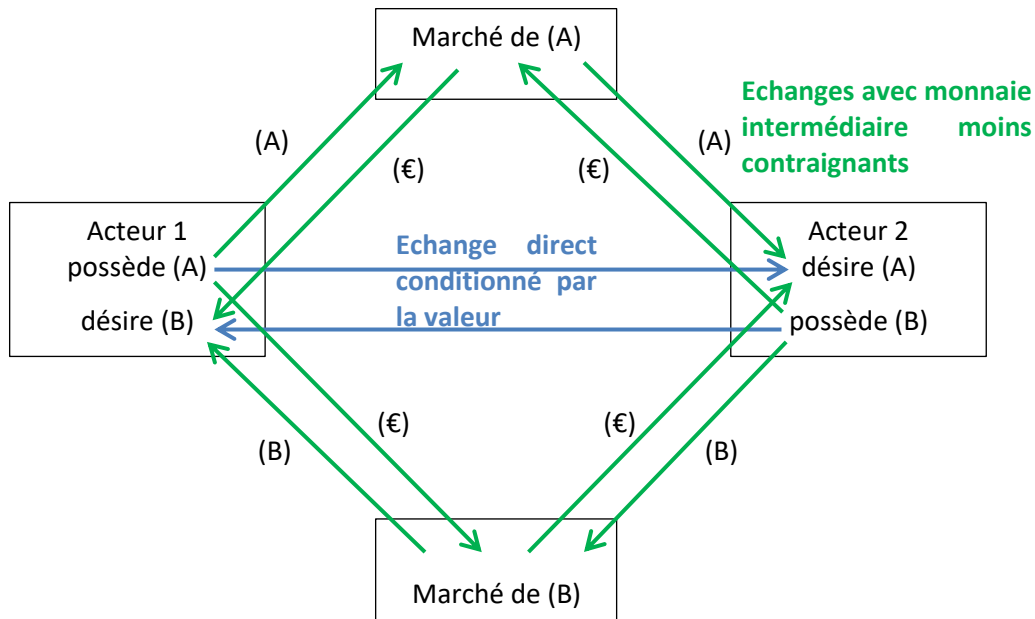 Marché de (A)
Echanges avec monnaie
intermédiaire moins
contraignants
(A)
(€)
(€)
(A)
Acteur 1
possède (A)
désire (B)
Echange direct
conditionné par
la valeur
Acteur 2
désire (A)
possède (B)
(B)
(€)
(€)
(B)
Marché de (B)